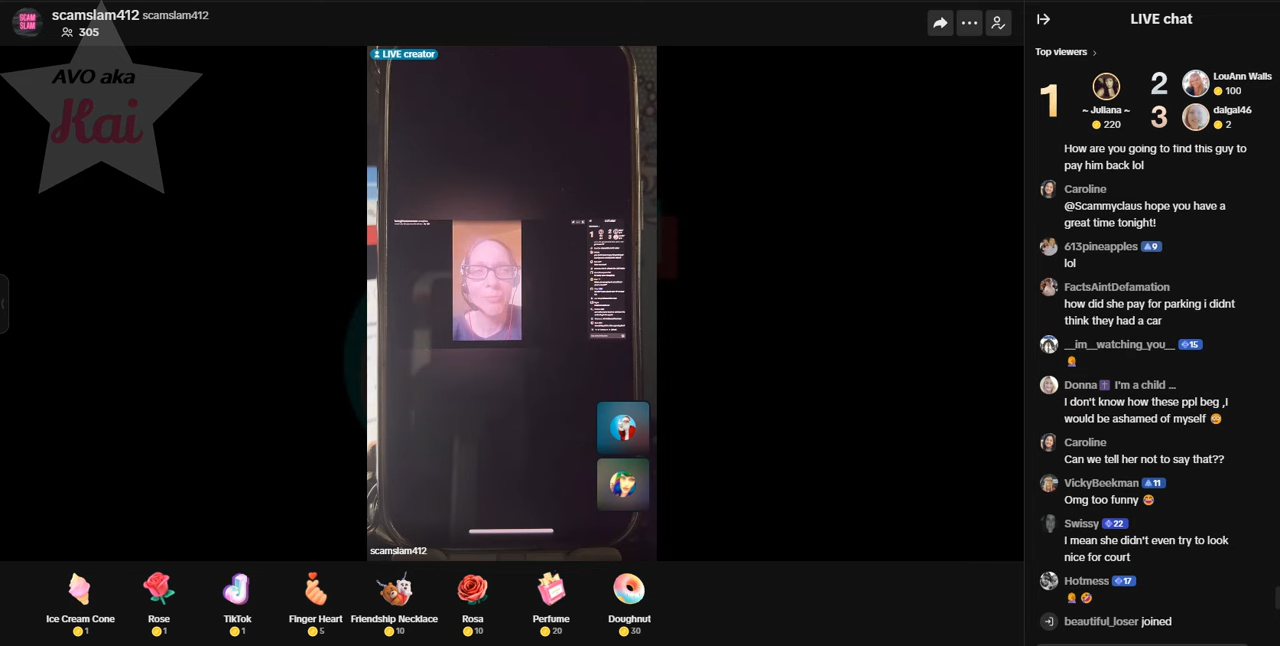 SCAM
SLAM
scamslam412 scamslam412
305
AVO aka
Kai
LIVE creator
scamslam412
Ice Cream Cone
1
Rose
1
TikTok
1
Finger Heart
5
Friendship Necklace
10
Rosa
10
Perfume
20
Doughnut
30
LIVE chat
Top viewers
1
~ Juliana ~
220
2
LouAnn Walls
100
3
dalgal46
2
How are you going to find this guy to
pay him back lol
Caroline
@Scammyclaus hope you have a
great time tonight!
613pineapples 9
lol
FactsAintDefamation
how did she pay for parking i didnt
think they had a car
__im__watching_you__ 15
Donna I'm a child ...
I don't know how these ppl beg ,I
would be ashamed of myself
Caroline
Can we tell her not to say that??
VickyBeekman 11
Omg too funny
Swissy 22
I mean she didn't even try to look
nice for court
Hotmess 17
beautiful_loser joined